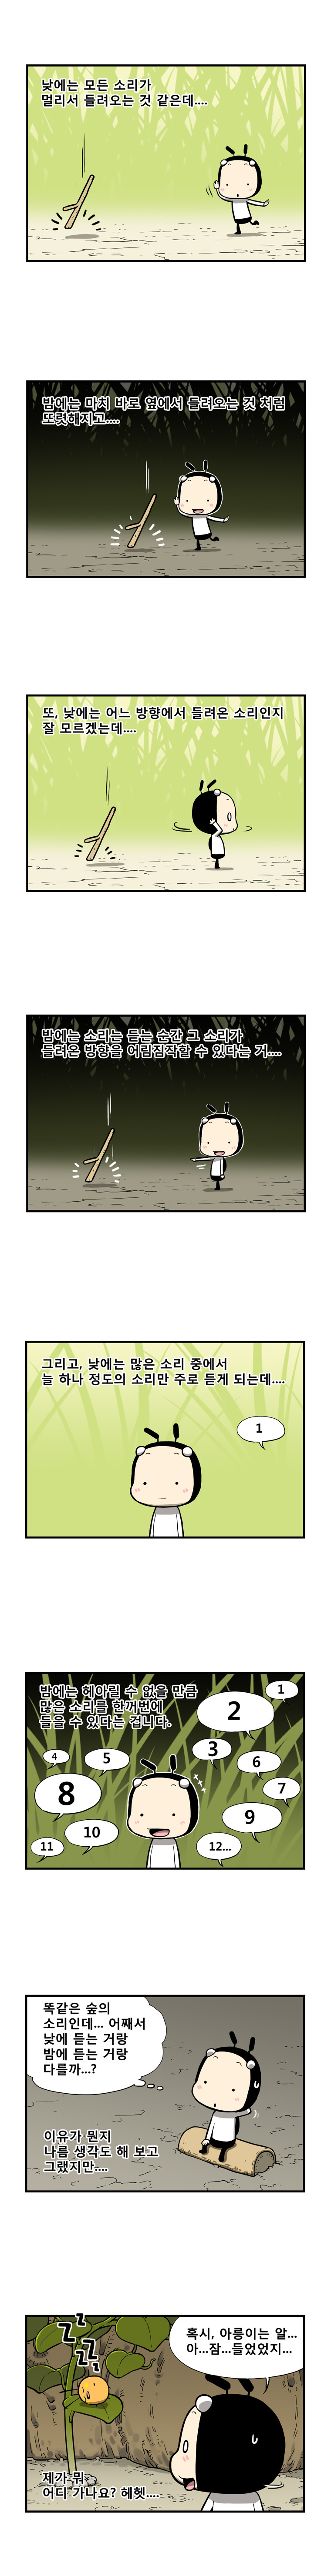 낮에는 모든 소리가
멀리서 들려오는 것 같은데....
밤에는 마치 바로 옆에서 들려오는 것 처럼
또렷해지고....
또, 낮에는 어느 방향에서 들려온 소리인지
잘 모르겠는데....
밤에는 소리는 듣는 순간 그 소리가
들려온 방향을 어림짐작할 수 있다는 거....
그리고, 낮에는 많은 소리 중에서
늘 하나 정도의 소리만 주로 듣게 되는데....
1
밤에는 헤아릴 수 없을 만큼
많은 소리를 한꺼번에
들을 수 있다는 겁니다.
1
2
3
4
5
6
7
8
9
10
11
12...
똑같은 숲의
소리인데... 어째서
낮에 듣는 거랑
밤에 듣는 거랑
다를까...?
이유가 뭔지
나름 생각도 해 보고
그랬지만....
혹시, 아릉이는 알...
아...잠...들었었지...
z z z z
제가 뭐
어디 가나요? 헤헷....